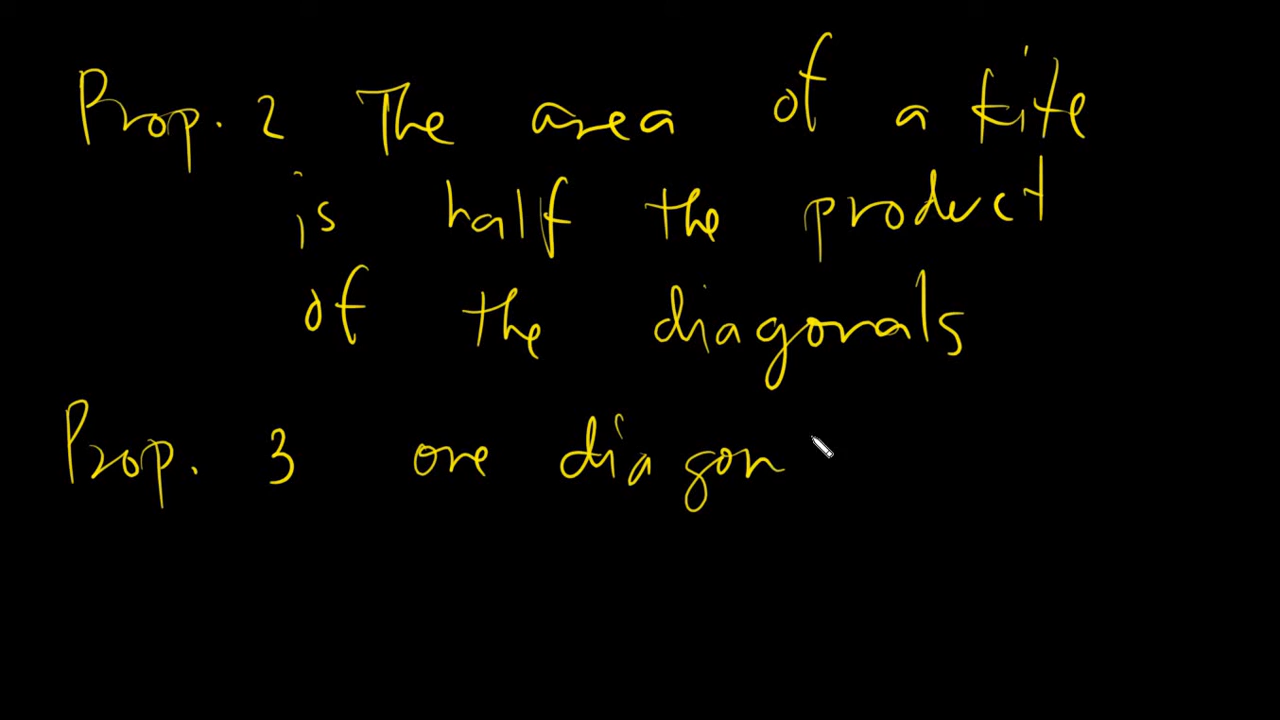 Prop. 2 The area of a kite
is half the product
of the diagonals
Prop. 3 one diagon